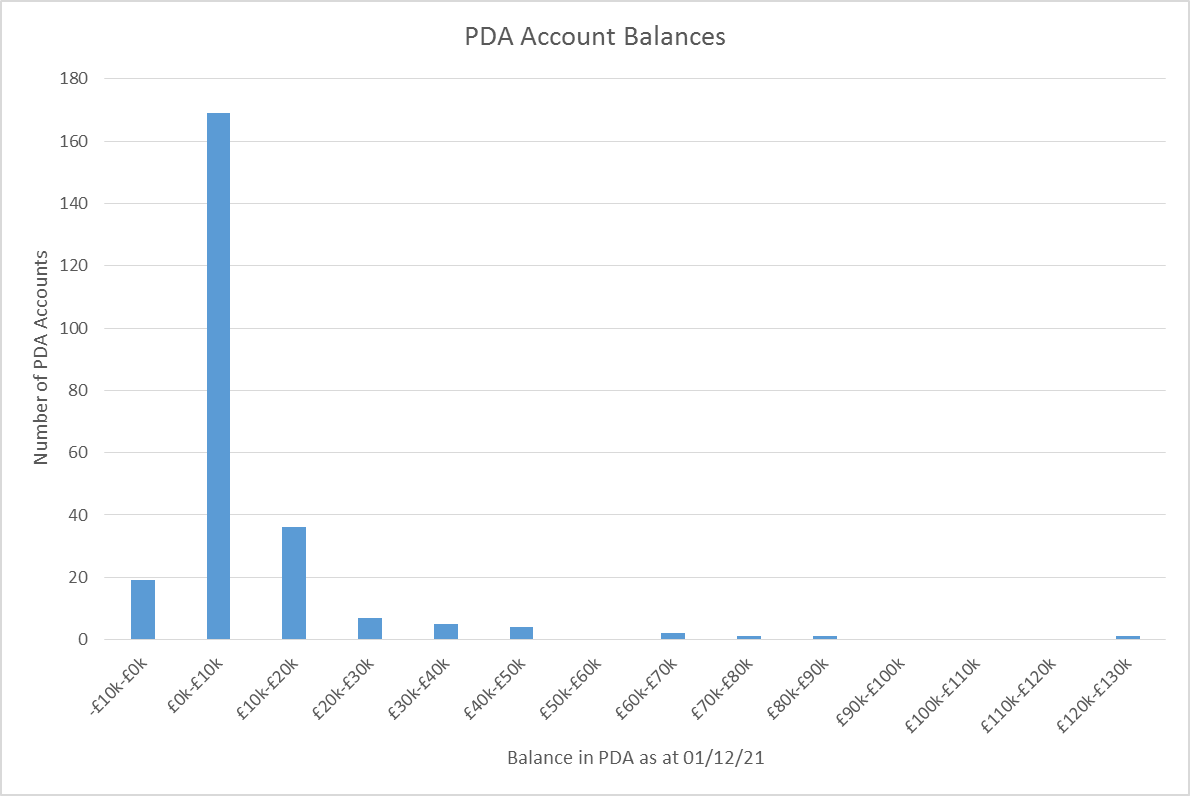 PDA Account Balances
180
160
140
120
100
80
60
40
20
0
Number of PDA Accounts
-£10k-£0k
£0k-£10k
£10k-£20k
£20k-£30k
£30k-£40k
£40k-£50k
£50k-£60k
£60k-£70k
£70k-£80k
£80k-£90k
£90k-£100k
£100k-£110k
£110k-£120k
£120k-£130k
Balance in PDA as at 01/12/21